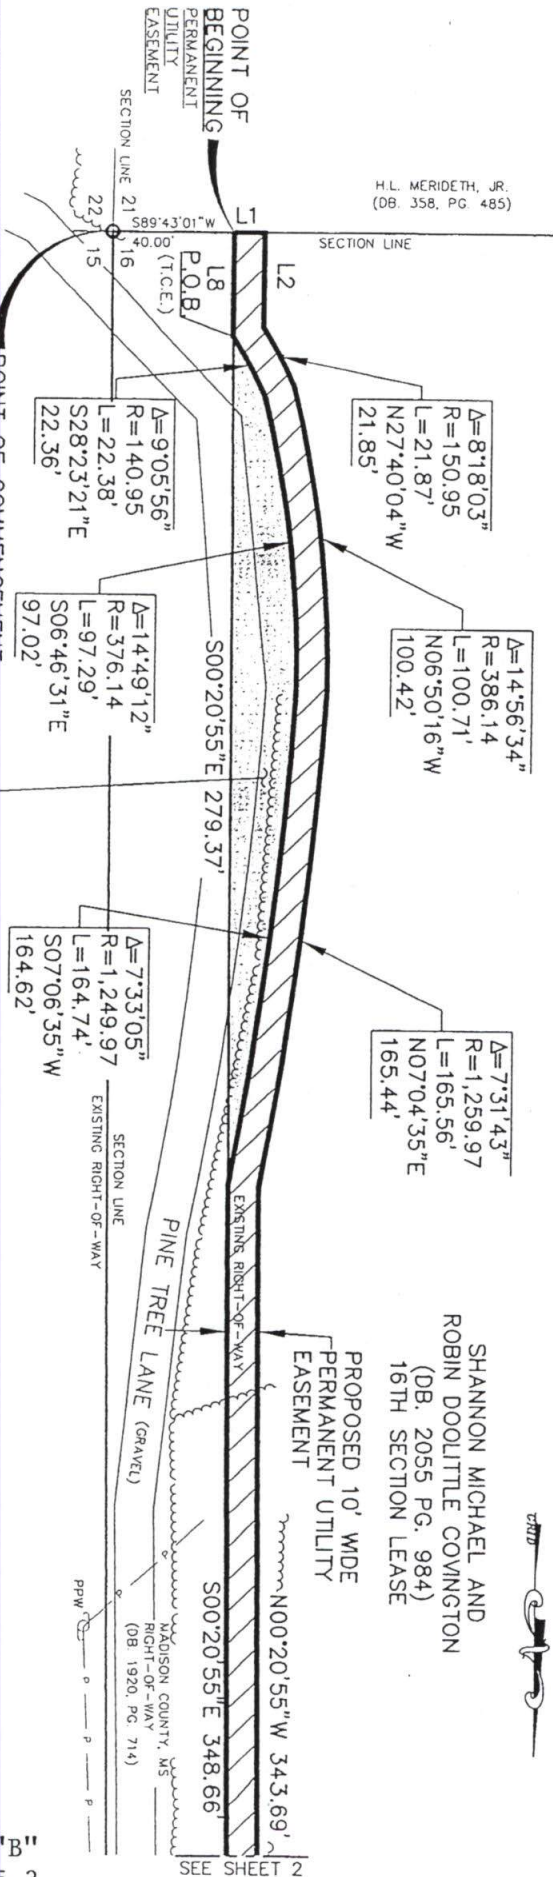 POINT OF
BEGINNING
PERMANENT
UTILITY
EASEMENT
H.L. MERIDETH, JR.
(DB. 358, PG. 485)
SECTION LINE
L1
L2
S89°43'01"W
40.00'
SECTION LINE
21
22
16
15
L8
P.O.B.
(T.C.E.)
Δ=8°18'03"
R=150.95
L=21.87'
N27°40'04"W
21.85'
Δ=9°05'56"
R=140.95
L=22.38'
S28°23'21"E
22.36'
Δ=14°56'34"
R=386.14
L=100.71'
N06°50'16"W
100.42'
Δ=14°49'12"
R=376.14
L=97.29'
S06°46'31"E
97.02'
S00°20'55"E 279.37'
Δ=7°31'43"
R=1,259.97
L=165.56'
N07°04'35"E
165.44'
Δ=7°33'05"
R=1,249.97
L=164.74'
S07°06'35"W
164.62'
SECTION LINE
EXISTING RIGHT-OF-WAY
EXISTING RIGHT-OF-WAY
PINE TREE LANE (GRAVEL)
SHANNON MICHAEL AND
ROBIN DOOLITTLE COVINGTON
(DB. 2055 PG. 984)
16TH SECTION LEASE
PROPOSED 10' WIDE
PERMANENT UTILITY
EASEMENT
GRID
N00°20'55"W 343.69'
S00°20'55"E 348.66'
MADISON COUNTY, MS
RIGHT-OF-WAY
(DB. 1920, PG. 714)
PPW
P
P
P
SEE SHEET 2
"B"